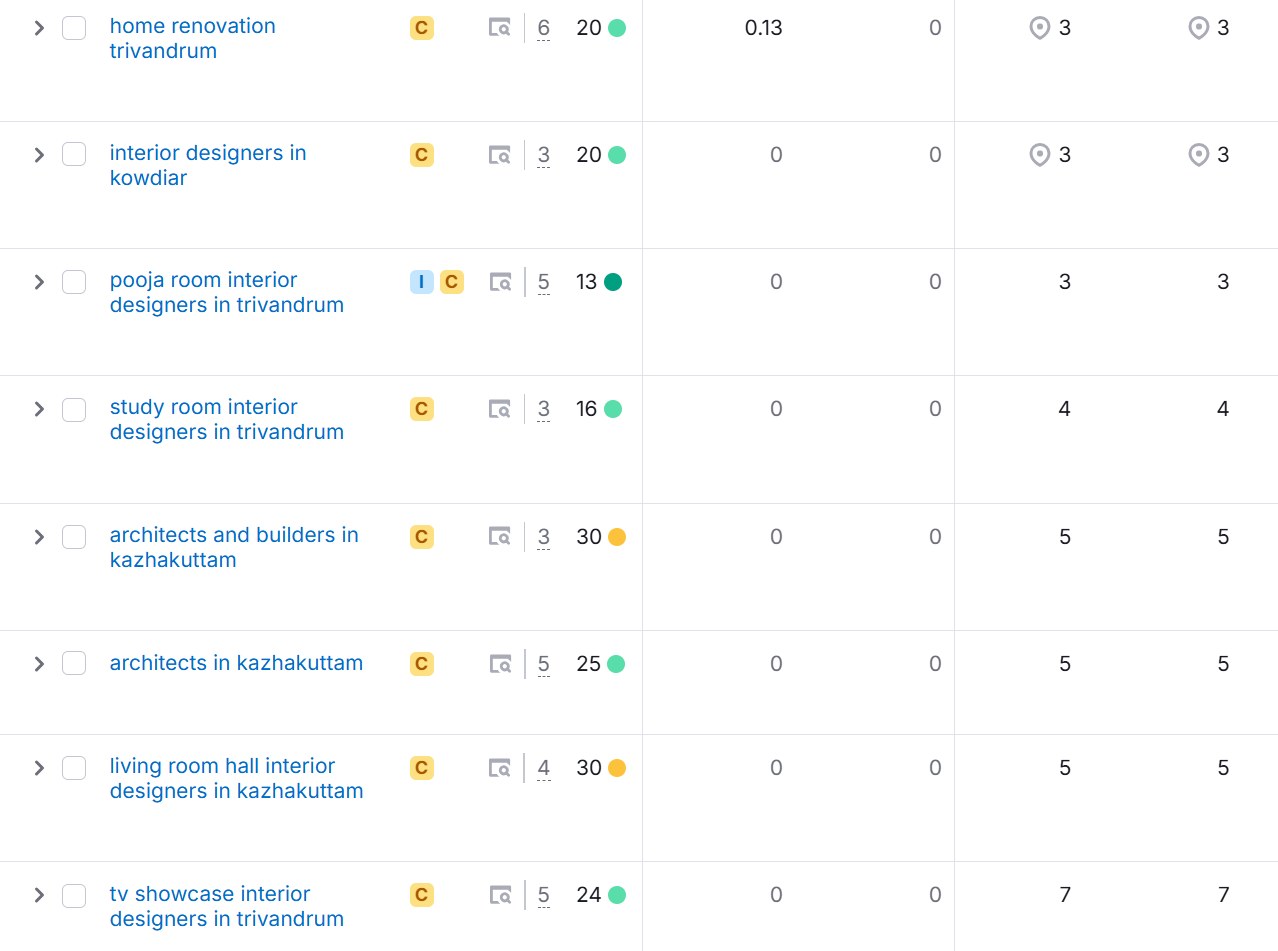 home renovation trivandrum C 6 20 0.13 0 3 3
interior designers in kowdiar C 3 20 0 0 3 3
pooja room interior designers in trivandrum I C 5 13 0 0 3 3
study room interior designers in trivandrum C 3 16 0 0 4 4
architects and builders in kazhakuttam C 3 30 0 0 5 5
architects in kazhakuttam C 5 25 0 0 5 5
living room hall interior designers in kazhakuttam C 4 30 0 0 5 5
tv showcase interior designers in trivandrum C 5 24 0 0 7 7